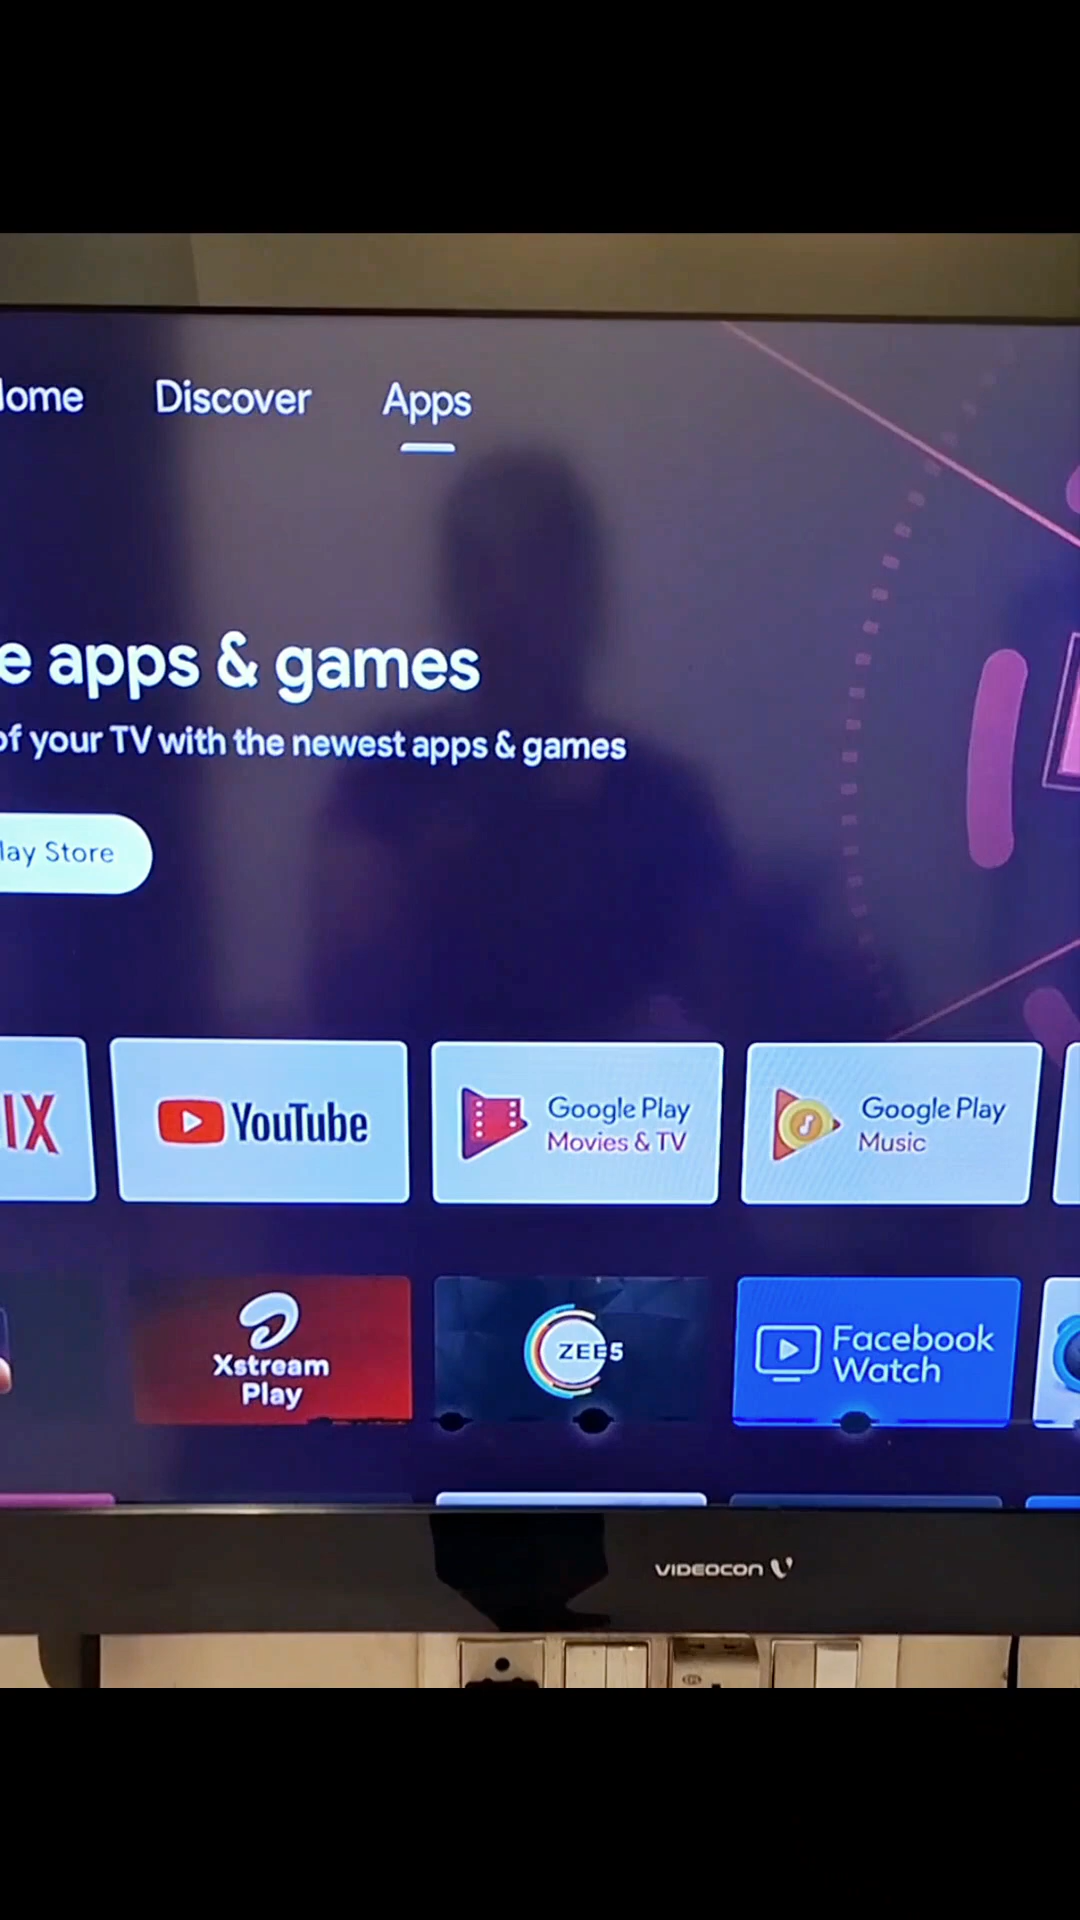 Home Discover Apps
e apps & games
of your TV with the newest apps & games
lay Store
IX
YouTube
Google Play
Movies & TV
Google Play
Music
Xstream
Play
ZEE5
Facebook
Watch
VIDEOCON